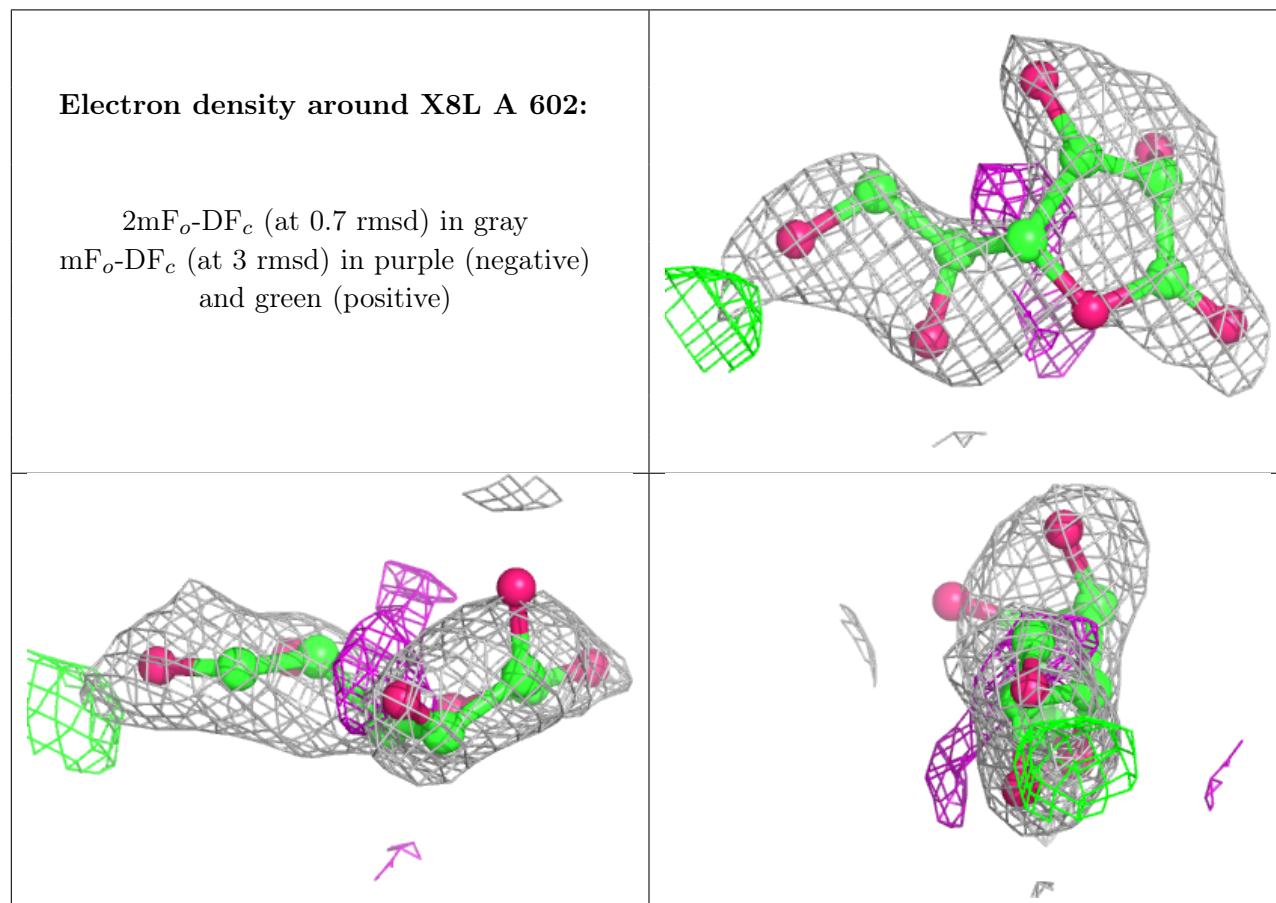 Electron density around X8L A 602:
2mFo-DFc (at 0.7 rmsd) in gray
mFo-DFc (at 3 rmsd) in purple (negative)
and green (positive)